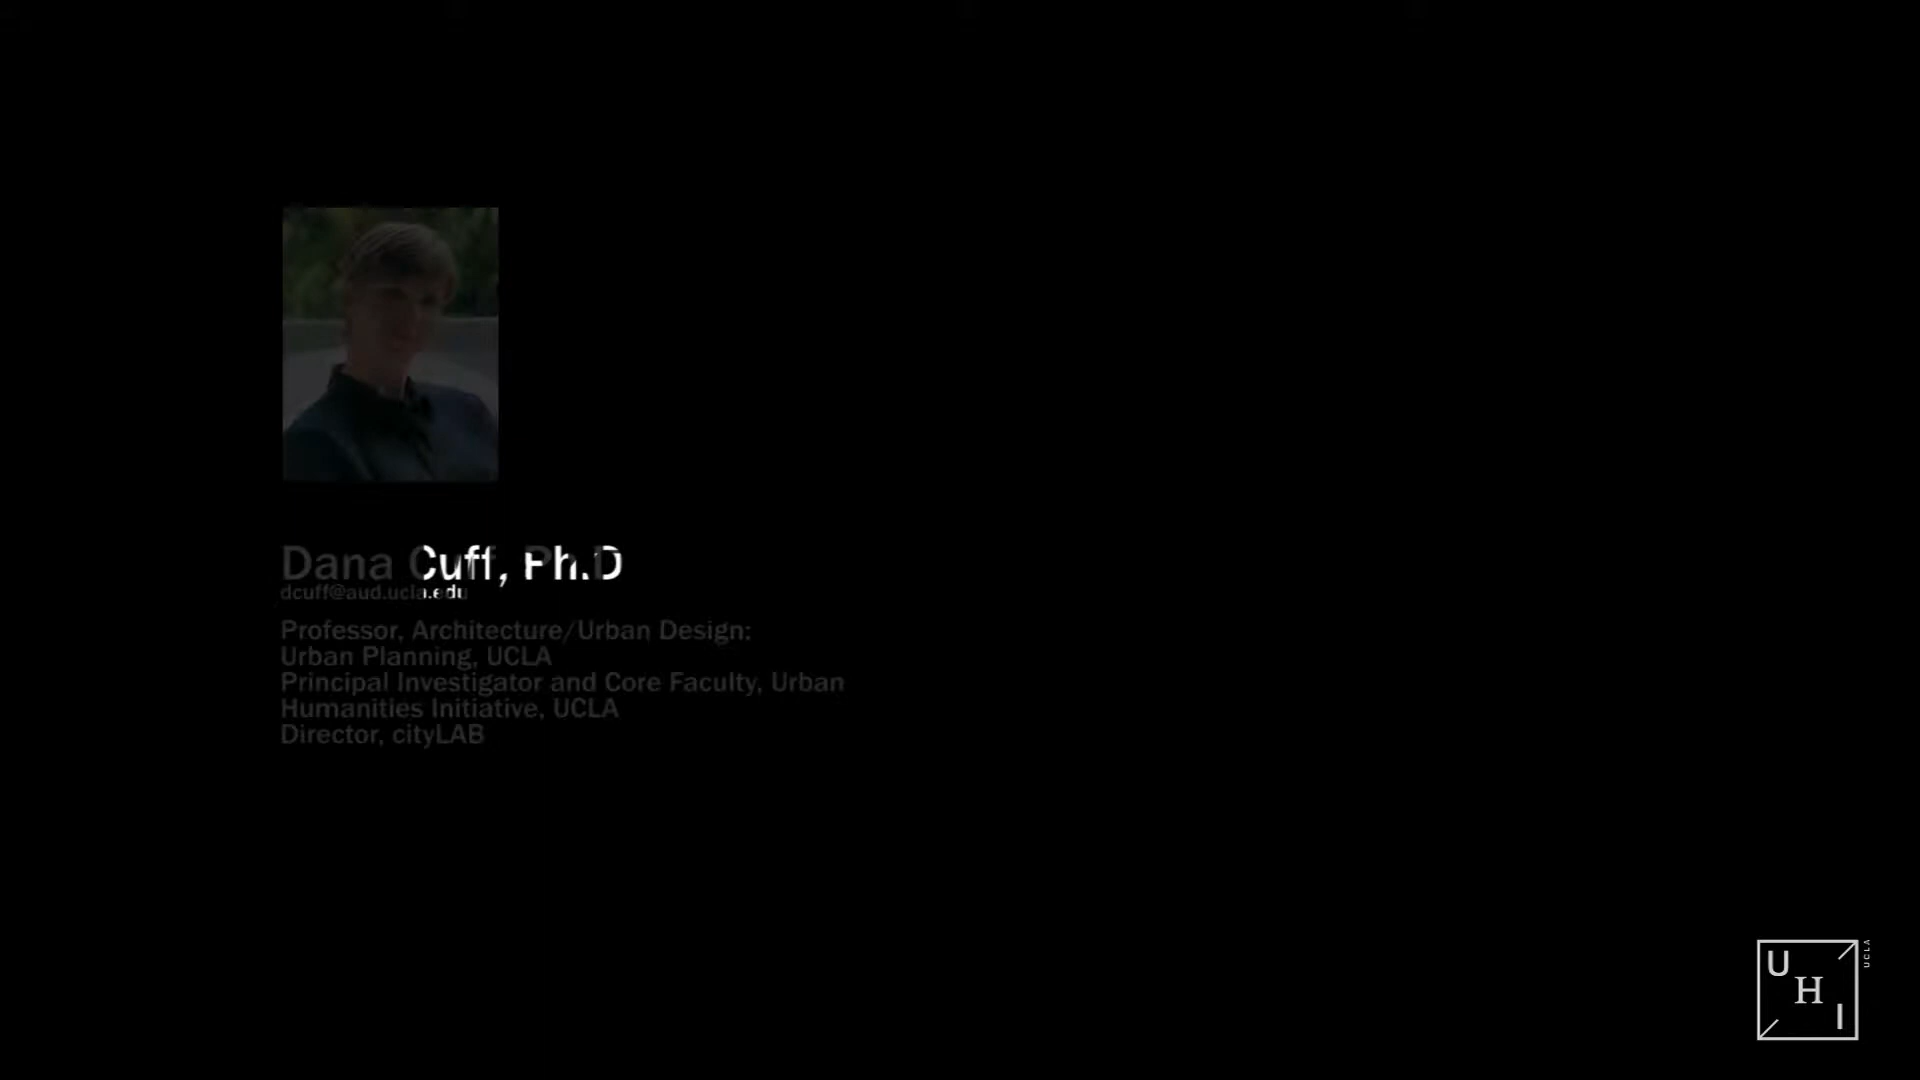 Dana Cuff, Ph.D
dcuff@aud.ucla.edu
Professor, Architecture/Urban Design:
Urban Planning, UCLA
Principal Investigator and Core Faculty, Urban
Humanities Initiative, UCLA
Director, cityLAB
U
H
I
UCLA